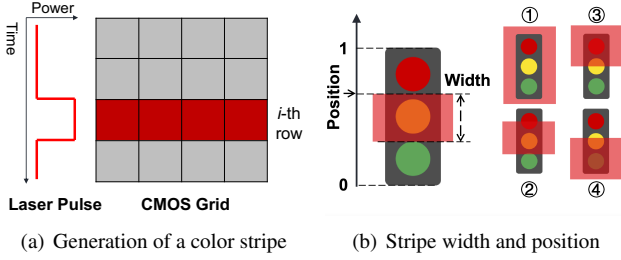 Power
Time
i-th
row
Laser Pulse
CMOS Grid
(a) Generation of a color stripe
Position
1
0
Width
①
③
②
④
(b) Stripe width and position